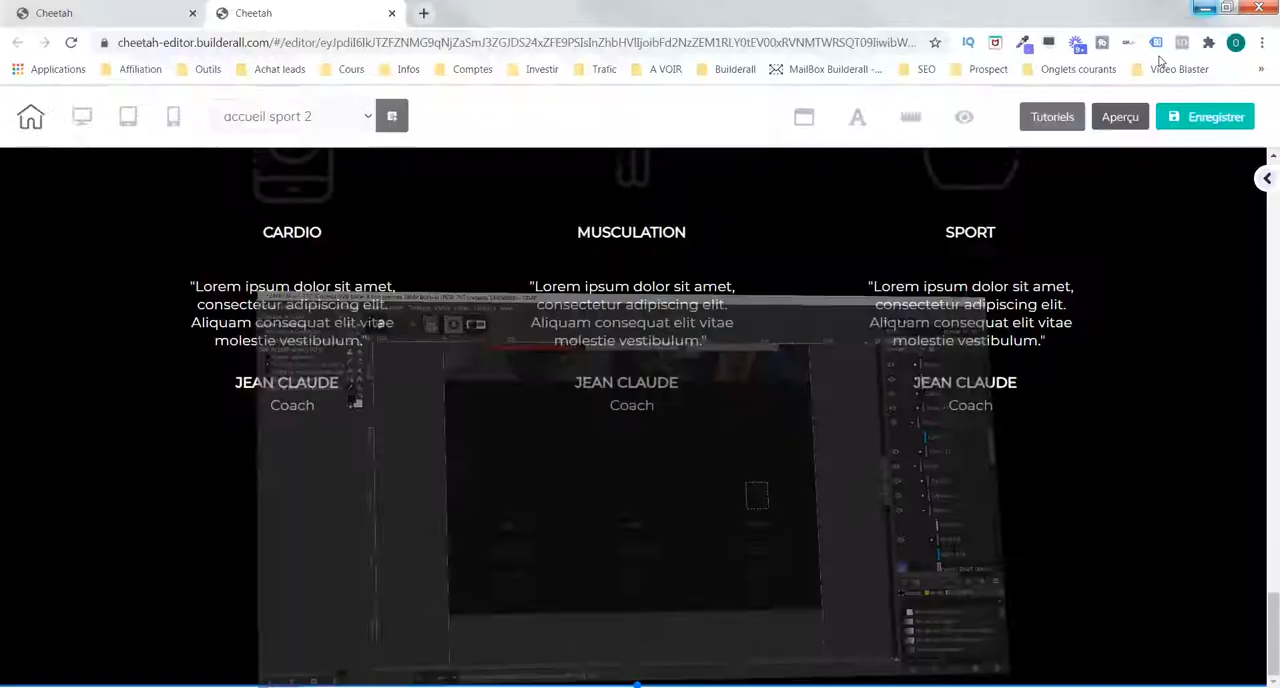 Cheetah
Cheetah
cheetah-editor.builderall.com/#/editor/eyJpdiI6IkJTZFZNMG9qNjZaSmJ3ZGJDS24rZFE9PSIsInZhbHVlIjoibFd2NzZEM1RLY0tEV00xRVNMTWRSQT09IiwibW...
Applications
Affiliation
Outils
Achat leads
Cours
Infos
Comptes
Investir
Trafic
A VOIR
Builderall
MailBox Builderall -...
SEO
Prospect
Onglets courants
Video Blaster
»
accueil sport 2
Tutoriels
Aperçu
Enregistrer
CARDIO
MUSCULATION
SPORT
"Lorem ipsum dolor sit amet,
consectetur adipiscing elit.
Aliquam consequat elit vitae
molestie vestibulum."
"Lorem ipsum dolor sit amet,
consectetur adipiscing elit.
Aliquam consequat elit vitae
molestie vestibulum."
"Lorem ipsum dolor sit amet,
consectetur adipiscing elit.
Aliquam consequat elit vitae
molestie vestibulum."
JEAN CLAUDE
JEAN CLAUDE
JEAN CLAUDE
Coach
Coach
Coach